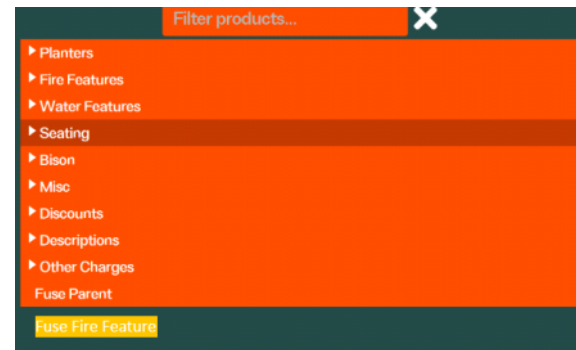 Filter products...
Planters
Fire Features
Water Features
Seating
Bison
Misc
Discounts
Descriptions
Other Charges
Fuse Parent
Fuse Fire Feature